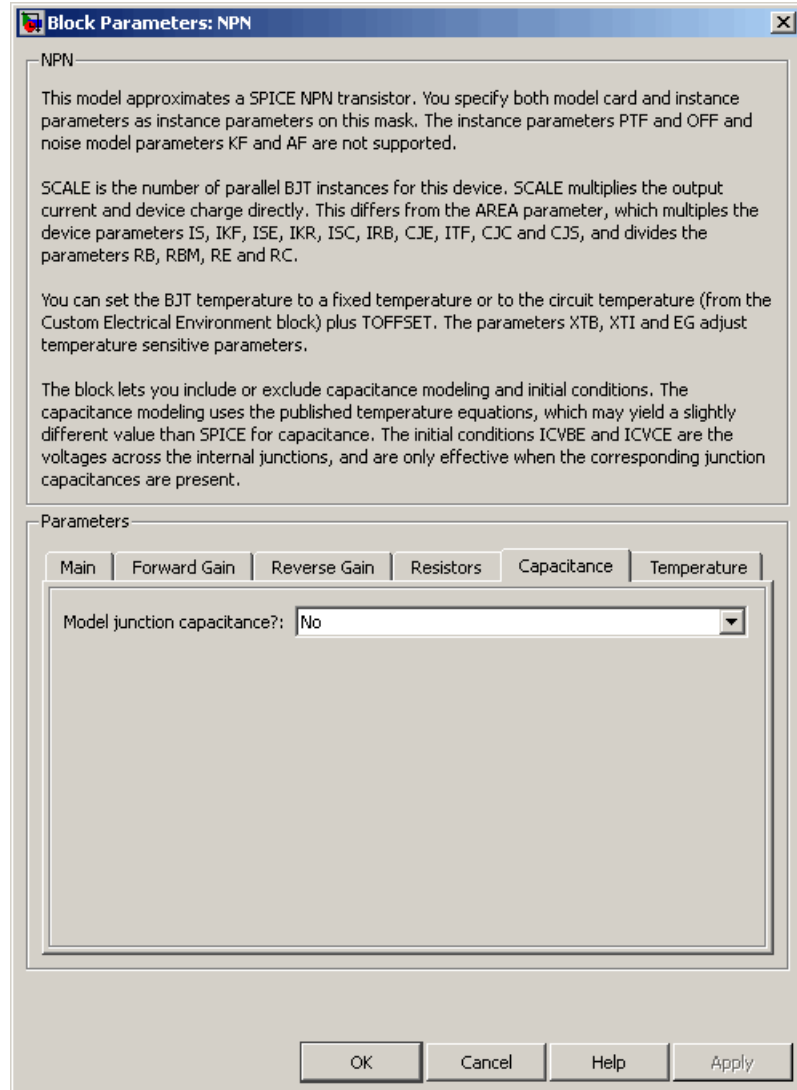 Block Parameters: NPN
NPN
This model approximates a SPICE NPN transistor. You specify both model card and instance
parameters as instance parameters on this mask. The instance parameters PTF and OFF and
noise model parameters KF and AF are not supported.
SCALE is the number of parallel BJT instances for this device. SCALE multiplies the output
current and device charge directly. This differs from the AREA parameter, which multiples the
device parameters IS, IKF, ISE, IKR, ISC, IRB, CJE, ITF, CJC and CJS, and divides the
parameters RB, RBM, RE and RC.
You can set the BJT temperature to a fixed temperature or to the circuit temperature (from the
Custom Electrical Environment block) plus TOFFSET. The parameters XTB, XTI and EG adjust
temperature sensitive parameters.
The block lets you include or exclude capacitance modeling and initial conditions. The
capacitance modeling uses the published temperature equations, which may yield a slightly
different value than SPICE for capacitance. The initial conditions ICVBE and ICVCE are the
voltages across the internal junctions, and are only effective when the corresponding junction
capacitances are present.
Parameters
Main Forward Gain Reverse Gain Resistors Capacitance Temperature
Model junction capacitance?: No
OK Cancel Help Apply